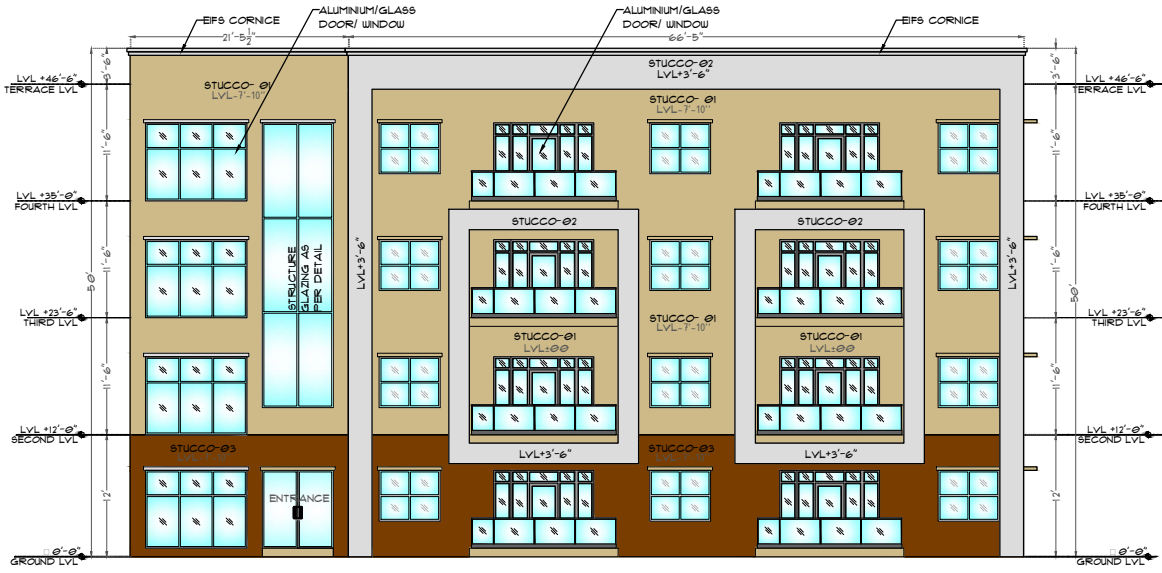 EIFS CORNICE
ALUMINIUM/GLASS
DOOR/ WINDOW
ALUMINIUM/GLASS
DOOR/ WINDOW
EIFS CORNICE
21'-5½"
66'-5"
3'-6"
3'-6"
LVL +46'-6"
TERRACE LVL
LVL +46'-6"
TERRACE LVL
STUCCO-02
LVL+3'-6"
STUCCO- 01
LVL-7'-10"
STUCCO- 01
LVL-7'-10"
11'-6"
11'-6"
LVL +35'-0"
FOURTH LVL
LVL +35'-0"
FOURTH LVL
STUCCO-02
STUCCO-02
50'
50'
11'-6"
11'-6"
STRUCTURE
GLAZING AS
PER DETAIL
LVL+3'-6"
LVL+3'-6"
LVL +23'-6"
THIRD LVL
LVL +23'-6"
THIRD LVL
STUCCO- 01
LVL-7'-10"
STUCCO-01
LVL±00
STUCCO-01
LVL±00
11'-6"
11'-6"
LVL +12'-0"
SECOND LVL
LVL +12'-0"
SECOND LVL
STUCCO-03
LVL+3'-6"
STUCCO-03
LVL+3'-6"
12'
12'
ENTRANCE
0'-0"
GROUND LVL
0'-0"
GROUND LVL